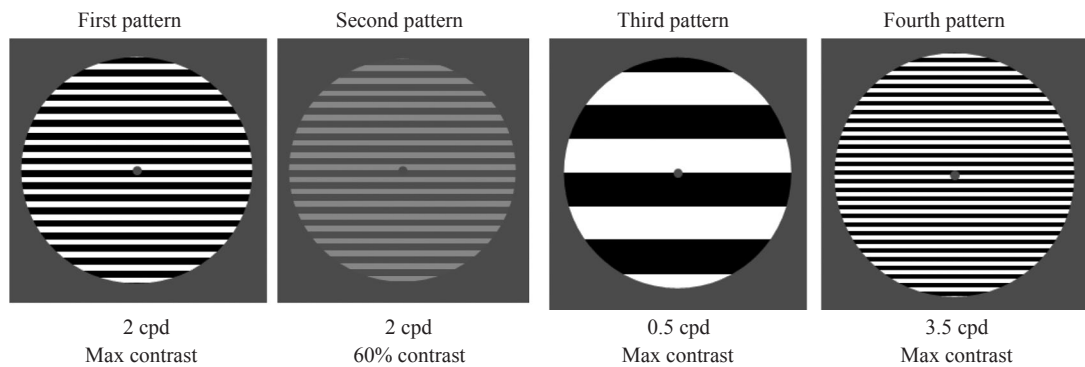 First pattern
Second pattern
Third pattern
Fourth pattern
2 cpd
Max contrast
2 cpd
60% contrast
0.5 cpd
Max contrast
3.5 cpd
Max contrast